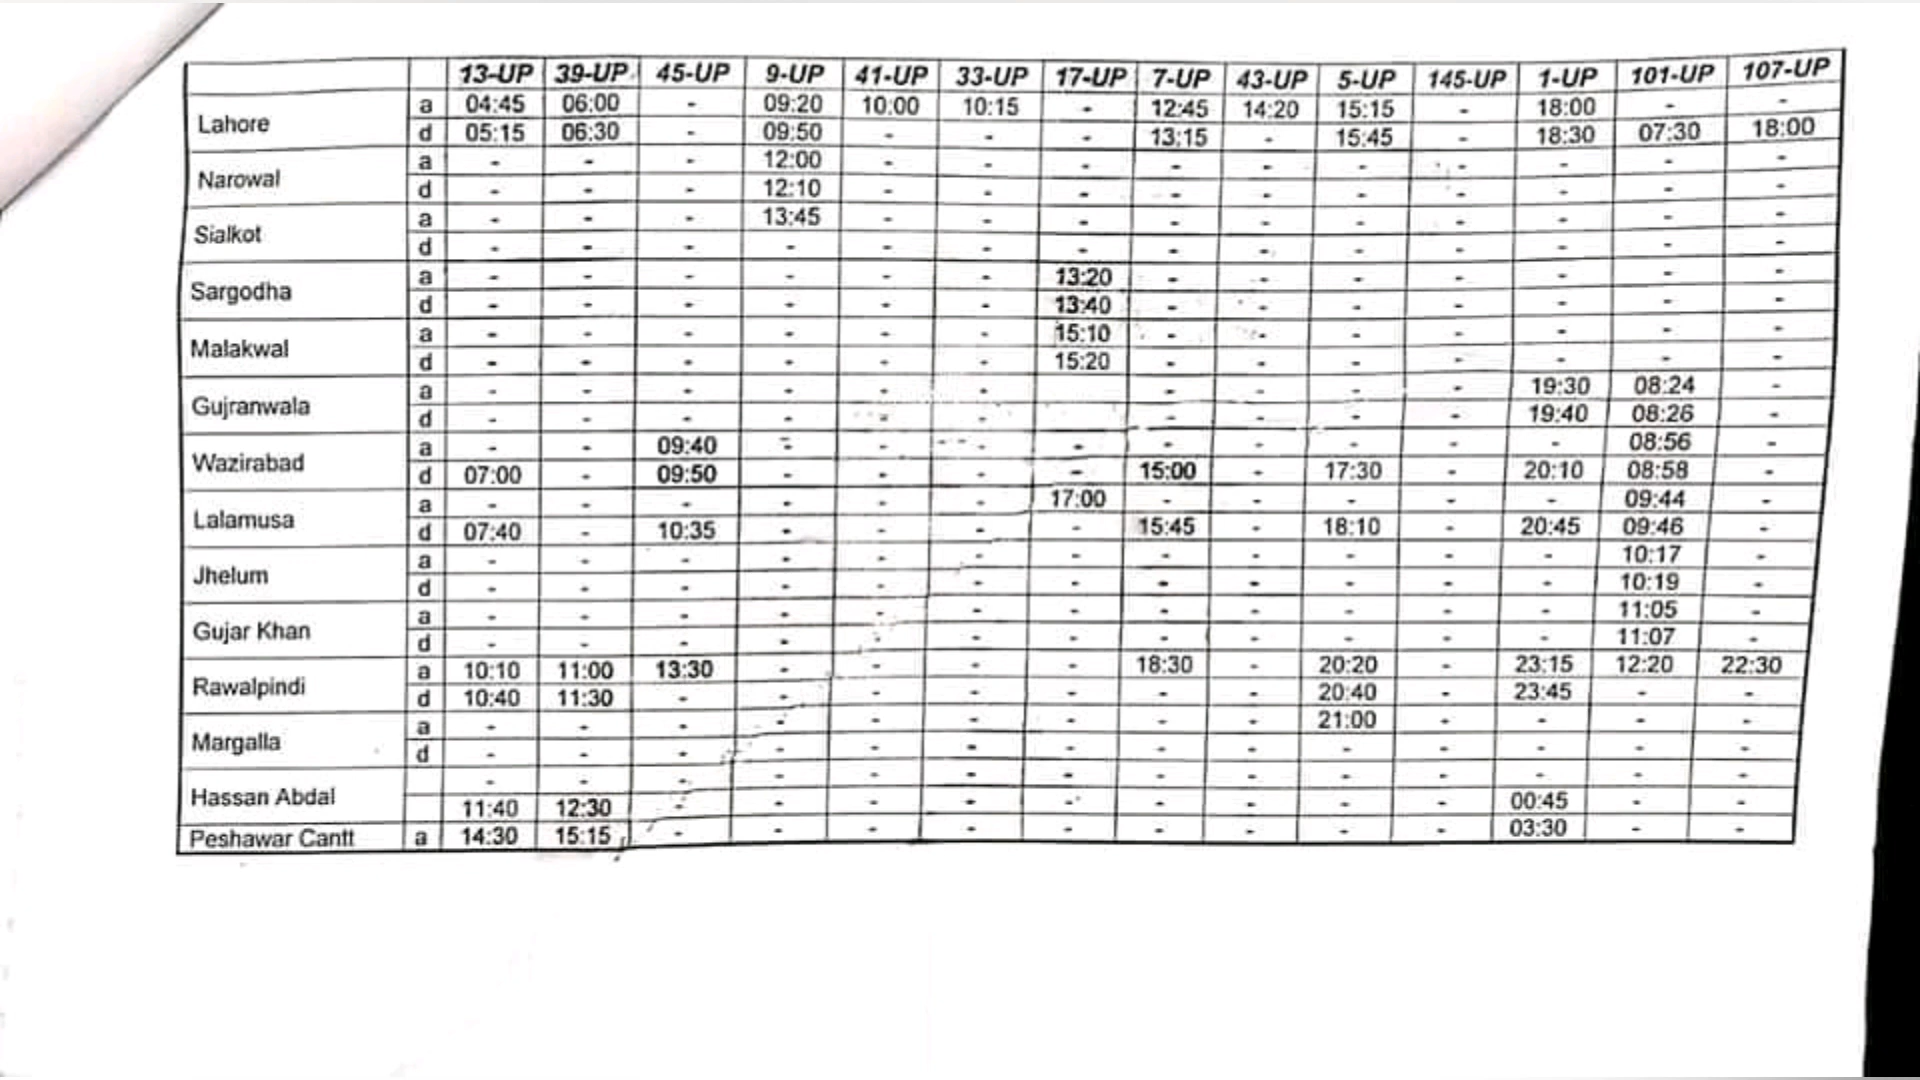 13-UP 39-UP 45-UP 9-UP 41-UP 33-UP 17-UP 7-UP 43-UP 5-UP 145-UP 1-UP 101-UP 107-UP
Lahore a 04:45 06:00 - 09:20 10:00 10:15 - 12:45 14:20 15:15 - 18:00 - -
d 05:15 06:30 - 09:50 - - - 13:15 - 15:45 - 18:30 07:30 18:00
Narowal a - - - 12:00 - - - - - - - - - -
d - - - 12:10 - - - - - - - - - -
Sialkot a - - - 13:45 - - - - - - - - - -
d - - - - - - - - - - - - - -
Sargodha a - - - - - - 13:20 - - - - - - -
d - - - - - - 13:40 - - - - - - -
Malakwal a - - - - - - 15:10 - - - - - - -
d - - - - - - 15:20 - - - - - - -
Gujranwala a - - - - - - - - - - - 19:30 08:24 -
d - - - - - - - - - - - 19:40 08:26 -
Wazirabad a - - 09:40 - - - - - - - - - 08:56 -
d 07:00 - 09:50 - - - - 15:00 - 17:30 - 20:10 08:58 -
Lalamusa a - - - - - - 17:00 - - - - - 09:44 -
d 07:40 - 10:35 - - - - 15:45 - 18:10 - 20:45 09:46 -
Jhelum a - - - - - - - - - - - - 10:17 -
d - - - - - - - - - - - - 10:19 -
Gujar Khan a - - - - - - - - - - - - 11:05 -
d - - - - - - - - - - - - 11:07 -
Rawalpindi a 10:10 11:00 13:30 - - - - 18:30 - 20:20 - 23:15 12:20 22:30
d 10:40 11:30 - - - - - - - 20:40 - 23:45 - -
Margalla a - - - - - - - - - 21:00 - - - -
d - - - - - - - - - - - - - -
Hassan Abdal - - - - - - - - - - - - - -
11:40 12:30 - - - - - - - - - 00:45 - -
Peshawar Cantt a 14:30 15:15 - - - - - - - - - 03:30 - -